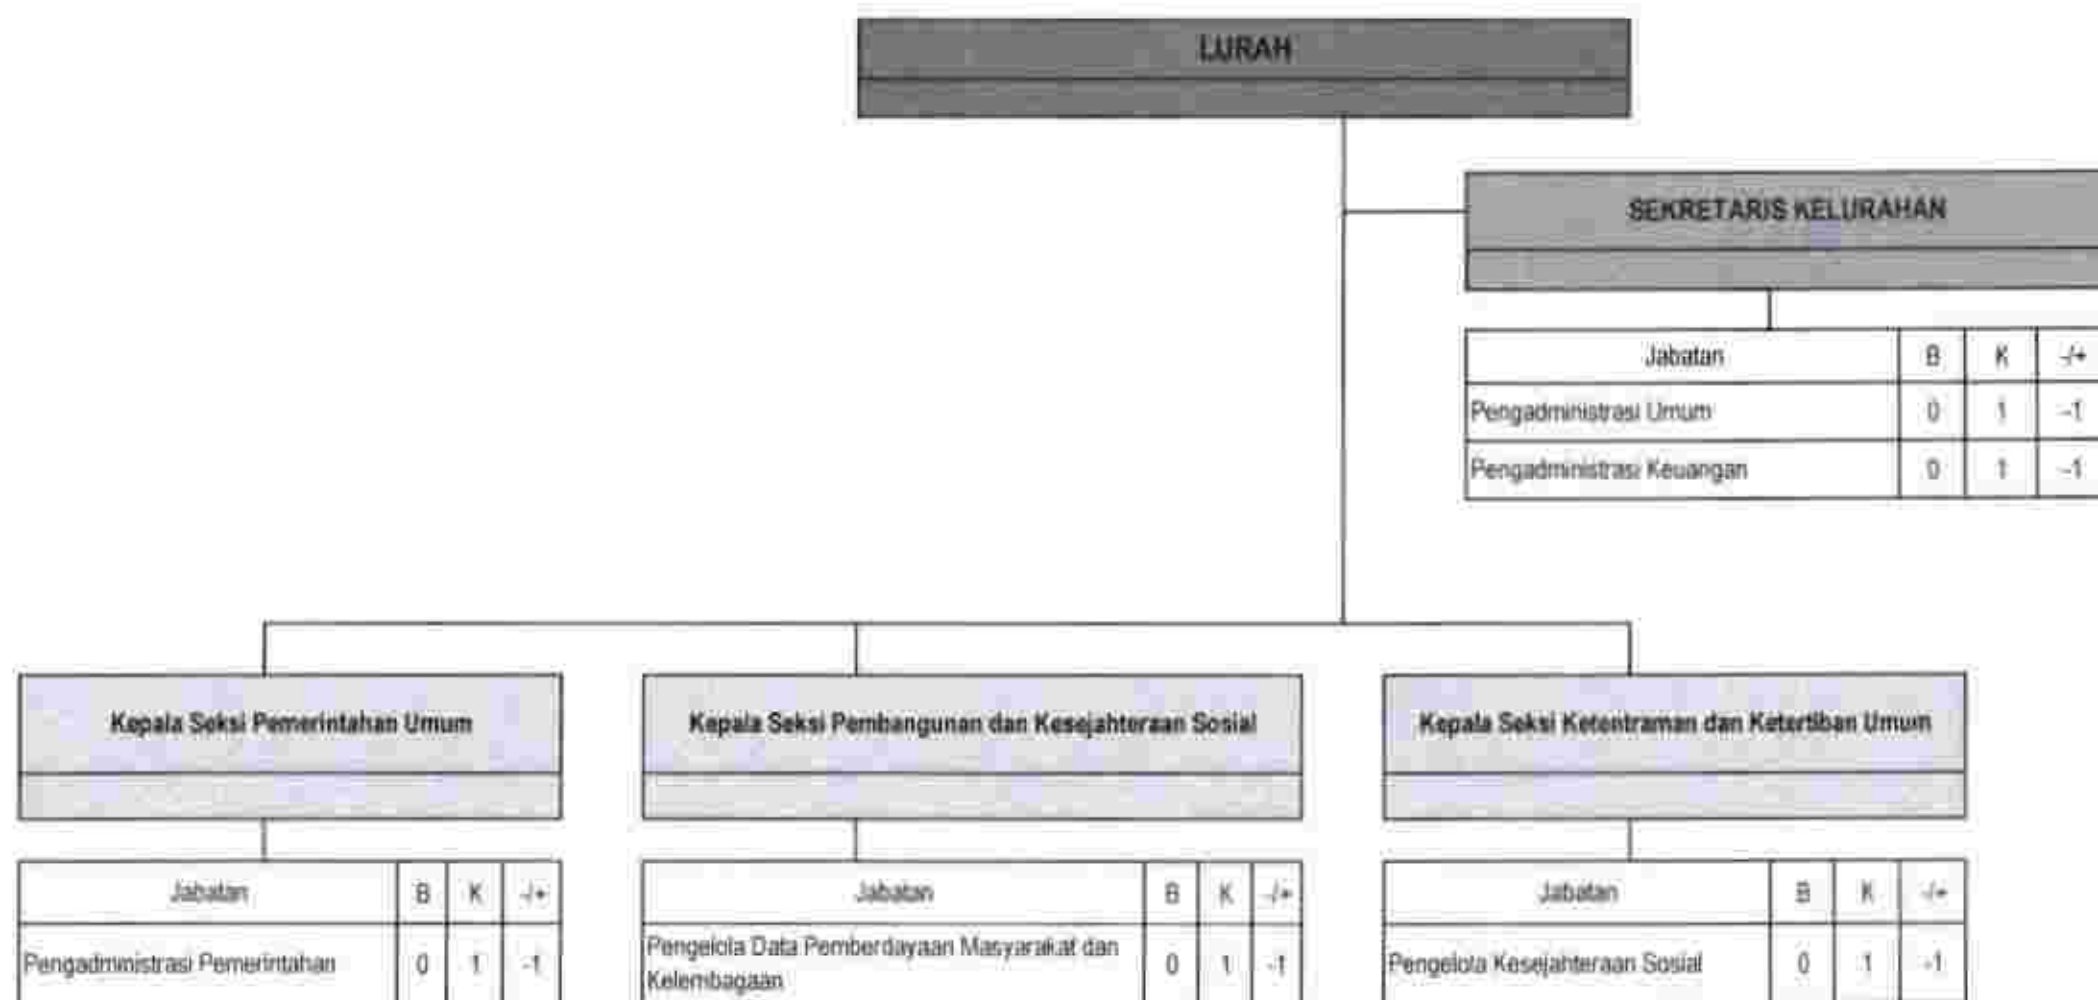 LURAH
SEKRETARIS KELURAHAN
Jabatan B K -/+
Pengadministrasi Umum 0 1 -1
Pengadministrasi Keuangan 0 1 -1
Kepala Seksi Pemerintahan Umum
Kepala Seksi Pembangunan dan Kesejahteraan Sosial
Kepala Seksi Ketentraman dan Ketertiban Umum
Jabatan B K -/+
Pengadministrasi Pemerintahan 0 1 -1
Jabatan B K -/+
Pengelola Data Pemberdayaan Masyarakat dan
Kelembagaan 0 1 -1
Jabatan B K -/+
Pengelola Kesejahteraan Sosial 0 1 -1